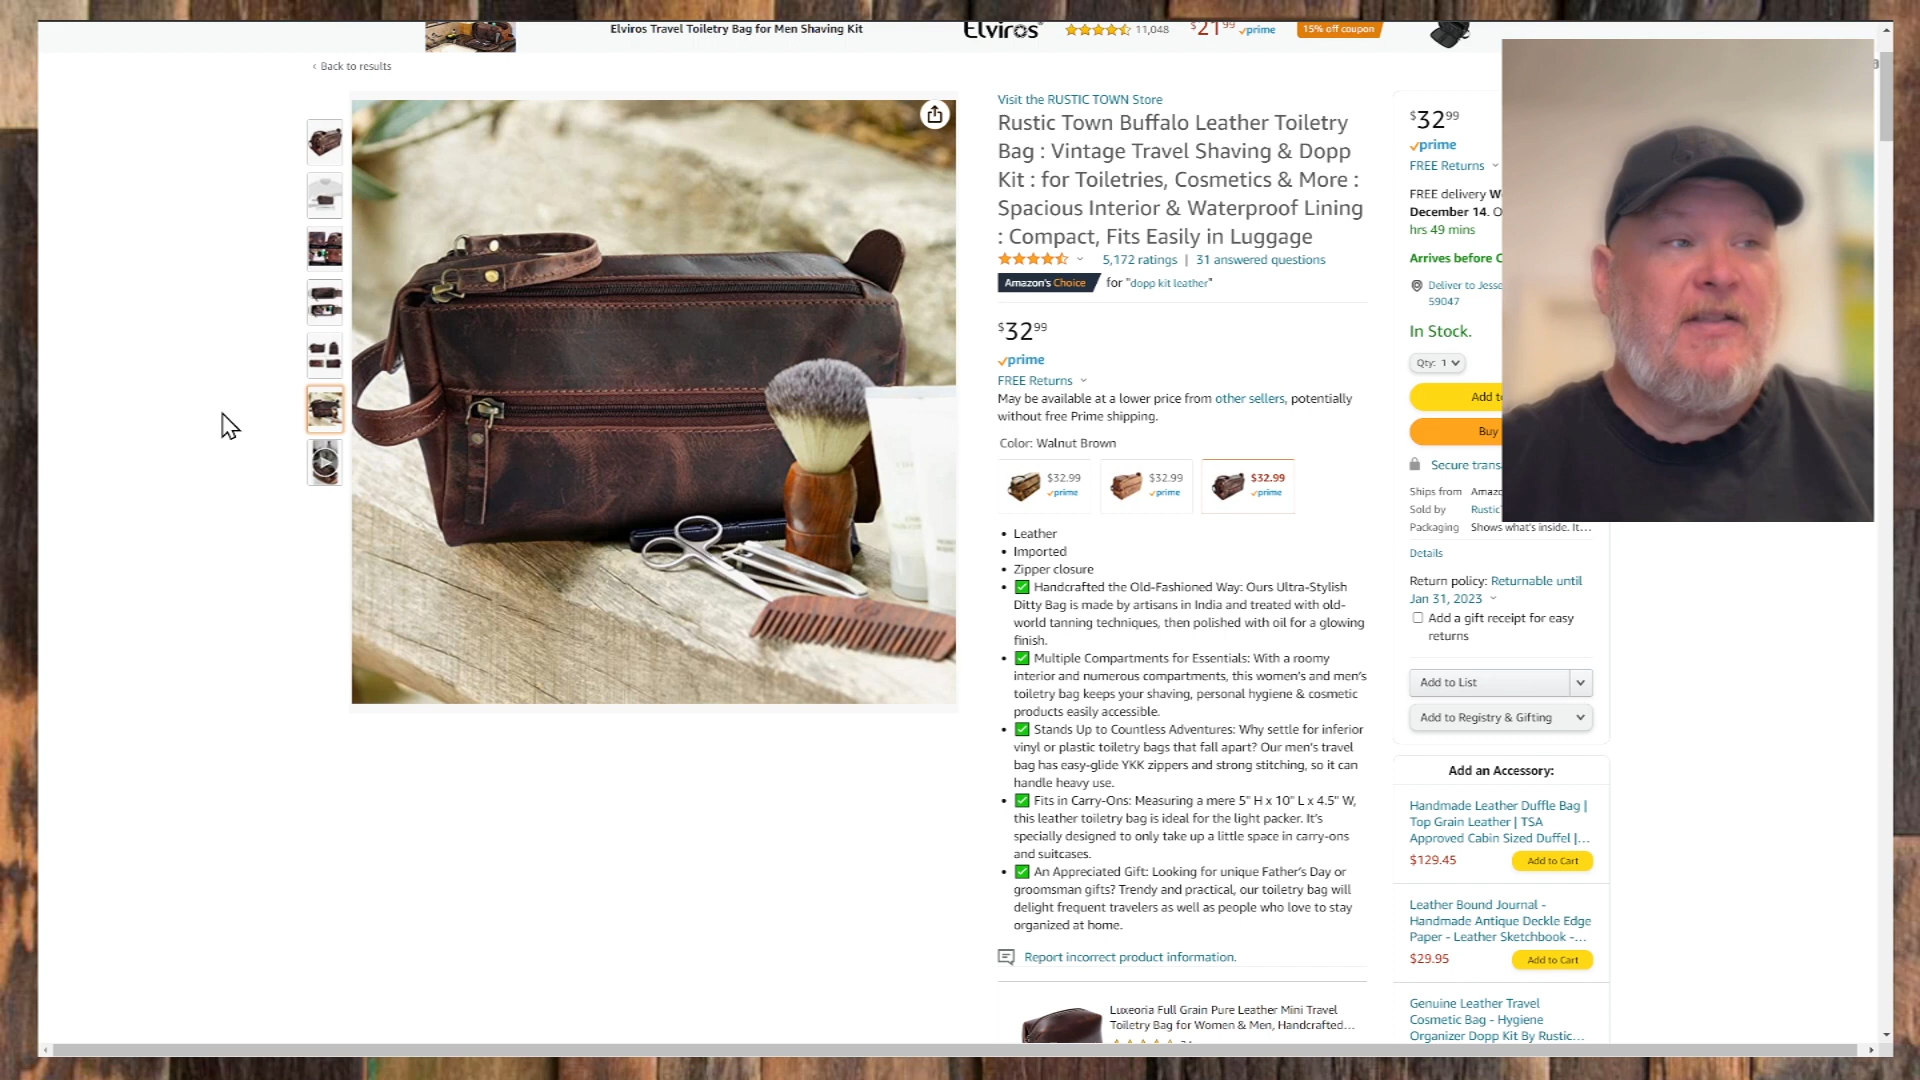 Elviros Travel Toiletry Bag for Men Shaving Kit
Elviros
11,048
$21 99
prime
15% off coupon
‹ Back to results
Visit the RUSTIC TOWN Store
Rustic Town Buffalo Leather Toiletry
Bag : Vintage Travel Shaving & Dopp
Kit : for Toiletries, Cosmetics & More :
Spacious Interior & Waterproof Lining
: Compact, Fits Easily in Luggage
5,172 ratings | 31 answered questions
Amazon's Choice for "dopp kit leather"
$32 99
prime
FREE Returns
May be available at a lower price from other sellers, potentially
without free Prime shipping.
Color: Walnut Brown
$32.99
prime
$32.99
prime
$32.99
prime
• Leather
• Imported
• Zipper closure
• ✅ Handcrafted the Old-Fashioned Way: Ours Ultra-Stylish
Ditty Bag is made by artisans in India and treated with old-
world tanning techniques, then polished with oil for a glowing
finish.
• ✅ Multiple Compartments for Essentials: With a roomy
interior and numerous compartments, this women's and men's
toiletry bag keeps your shaving, personal hygiene & cosmetic
products easily accessible.
• ✅ Stands Up to Countless Adventures: Why settle for inferior
vinyl or plastic toiletry bags that fall apart? Our men's travel
bag has easy-glide YKK zippers and strong stitching, so it can
handle heavy use.
• ✅ Fits in Carry-Ons: Measuring a mere 5" H x 10" L x 4.5" W,
this leather toiletry bag is ideal for the light packer. It's
specially designed to only take up a little space in carry-ons
and suitcases.
• ✅ An Appreciated Gift: Looking for unique Father's Day or
groomsman gifts? Trendy and practical, our toiletry bag will
delight frequent travelers as well as people who love to stay
organized at home.
Report incorrect product information.
Luxeoria Full Grain Pure Leather Mini Travel
Toiletry Bag for Women & Men, Handcrafted...
$32 99
prime
FREE Returns
FREE delivery W
December 14. O
hrs 49 mins
Arrives before C
Deliver to Jesse
59047
In Stock.
Qty: 1
Add to
Buy
Secure trans
Ships from Amazo
Sold by Rustic
Packaging Shows what's inside. It...
Details
Return policy: Returnable until
Jan 31, 2023
Add a gift receipt for easy
returns
Add to List
Add to Registry & Gifting
Add an Accessory:
Handmade Leather Duffle Bag |
Top Grain Leather | TSA
Approved Cabin Sized Duffel |...
$129.45 Add to Cart
Leather Bound Journal -
Handmade Antique Deckle Edge
Paper - Leather Sketchbook -...
$29.95 Add to Cart
Genuine Leather Travel
Cosmetic Bag - Hygiene
Organizer Dopp Kit By Rustic...